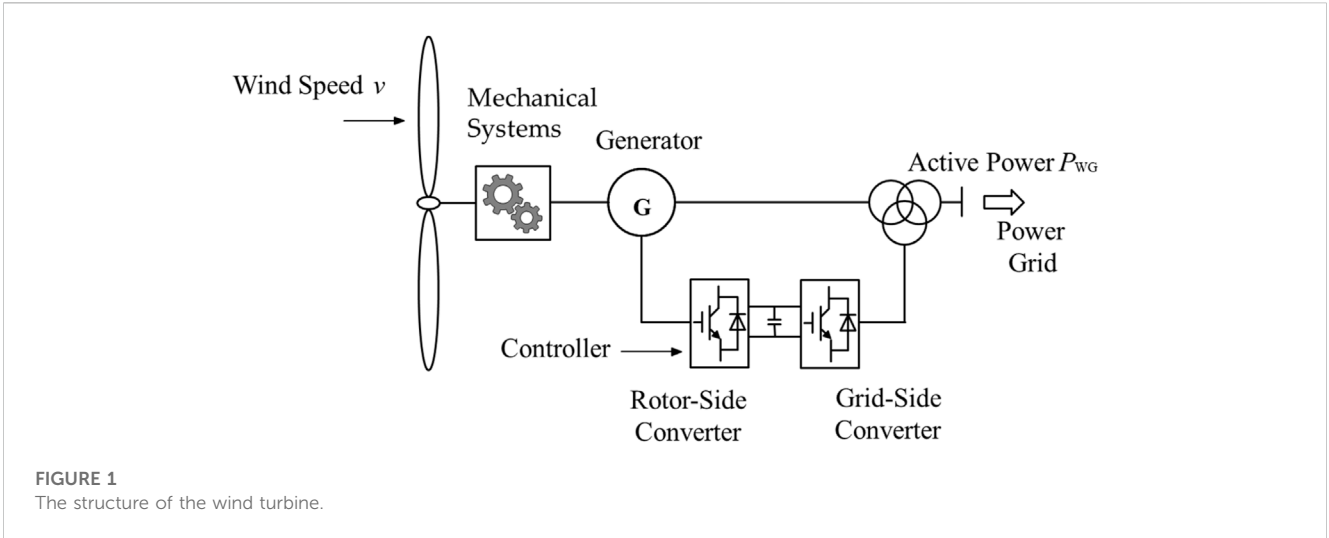 Wind Speed v
Mechanical
Systems
Generator
G
Active Power PWG
Power
Grid
Controller
Rotor-Side
Converter
Grid-Side
Converter
FIGURE 1
The structure of the wind turbine.